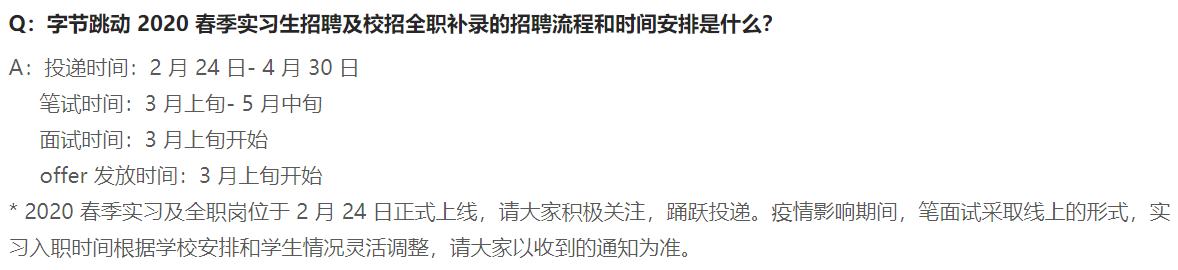 Q：字节跳动 2020 春季实习生招聘及校招全职补录的招聘流程和时间安排是什么？
A：投递时间：2 月 24 日- 4 月 30 日
笔试时间：3 月上旬- 5 月中旬
面试时间：3 月上旬开始
offer 发放时间：3 月上旬开始
* 2020 春季实习及全职岗位于 2 月 24 日正式上线，请大家积极关注，踊跃投递。疫情影响期间，笔面试采取线上的形式，实
习入职时间根据学校安排和学生情况灵活调整，请大家以收到的通知为准。